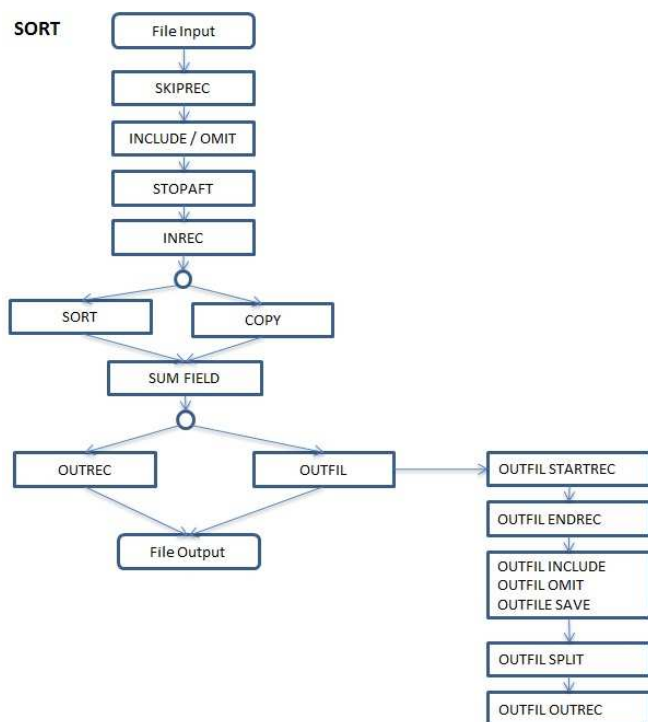 SORT
File Input
SKIPREC
INCLUDE / OMIT
STOPAFT
INREC
SORT
COPY
SUM FIELD
OUTREC
OUTFIL
OUTFIL STARTREC
OUTFIL ENDREC
File Output
OUTFIL INCLUDE
OUTFIL OMIT
OUTFILE SAVE
OUTFIL SPLIT
OUTFIL OUTREC